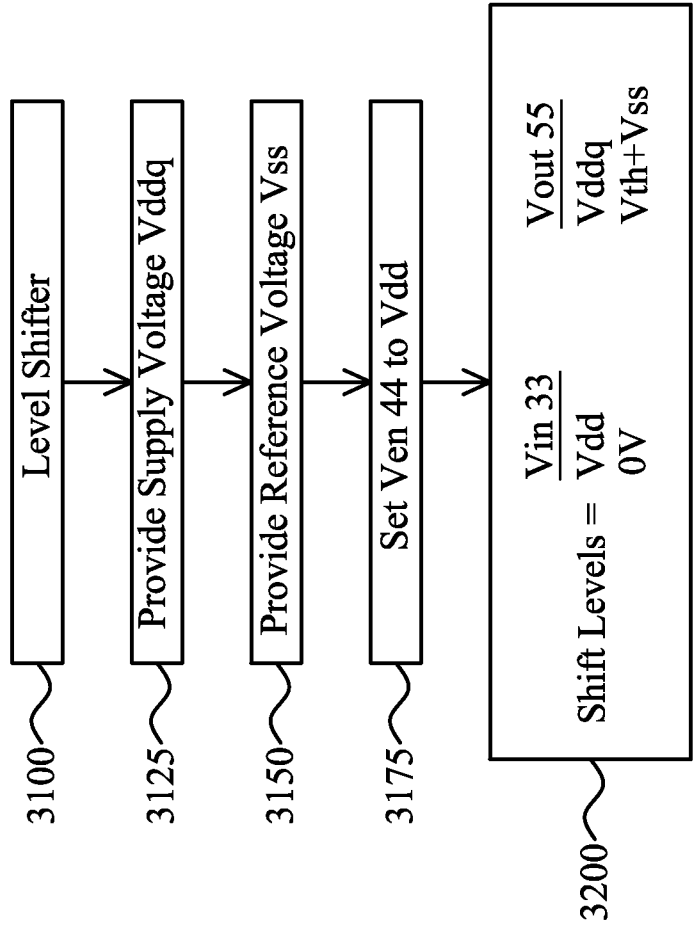 3100
Level Shifter
3125
Provide Supply Voltage Vddq
3150
Provide Reference Voltage Vss
3175
Set Ven 44 to Vdd
3200
Vin 33 Vout 55
Shift Levels = Vdd Vddq
0V Vth+Vss